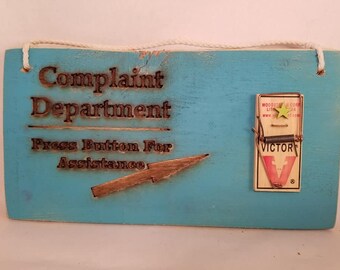 Complaint
Department
Press Button For
Assistance
VICTOR
V